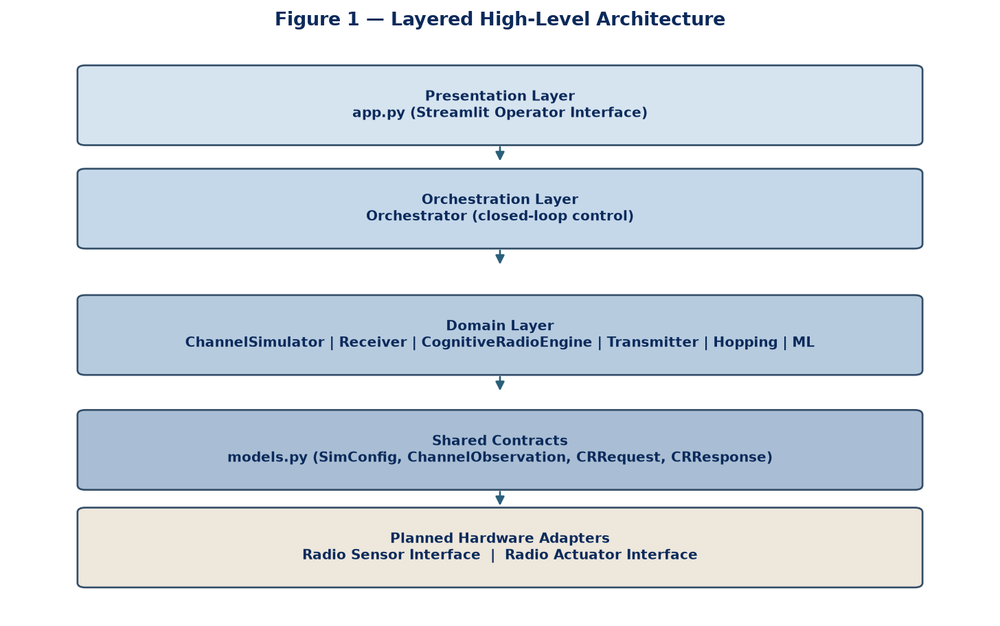 Figure 1 — Layered High-Level Architecture
Presentation Layer
app.py (Streamlit Operator Interface)
Orchestration Layer
Orchestrator (closed-loop control)
Domain Layer
ChannelSimulator | Receiver | CognitiveRadioEngine | Transmitter | Hopping | ML
Shared Contracts
models.py (SimConfig, ChannelObservation, CRRequest, CRResponse)
Planned Hardware Adapters
Radio Sensor Interface | Radio Actuator Interface